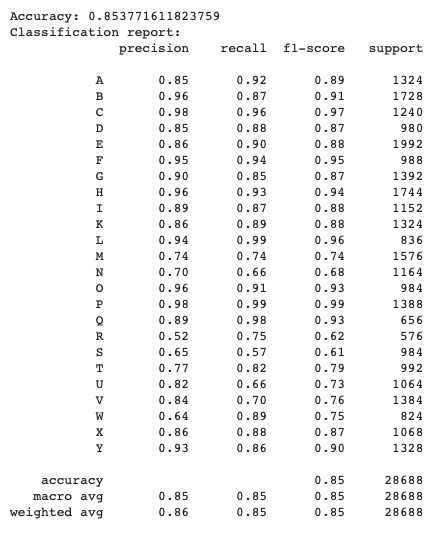 Accuracy: 0.853771611823759
Classification report:
precision recall f1-score support
A 0.85 0.92 0.89 1324
B 0.96 0.87 0.91 1728
C 0.98 0.96 0.97 1240
D 0.85 0.88 0.87 980
E 0.86 0.90 0.88 1992
F 0.95 0.94 0.95 988
G 0.90 0.85 0.87 1392
H 0.96 0.93 0.94 1744
I 0.89 0.87 0.88 1152
K 0.86 0.89 0.88 1324
L 0.94 0.99 0.96 836
M 0.74 0.74 0.74 1576
N 0.70 0.66 0.68 1164
O 0.96 0.91 0.93 984
P 0.98 0.99 0.99 1388
Q 0.89 0.98 0.93 656
R 0.52 0.75 0.62 576
S 0.65 0.57 0.61 984
T 0.77 0.82 0.79 992
U 0.82 0.66 0.73 1064
V 0.84 0.70 0.76 1384
W 0.64 0.89 0.75 824
X 0.86 0.88 0.87 1068
Y 0.93 0.86 0.90 1328
accuracy 0.85 28688
macro avg 0.85 0.85 0.85 28688
weighted avg 0.86 0.85 0.85 28688